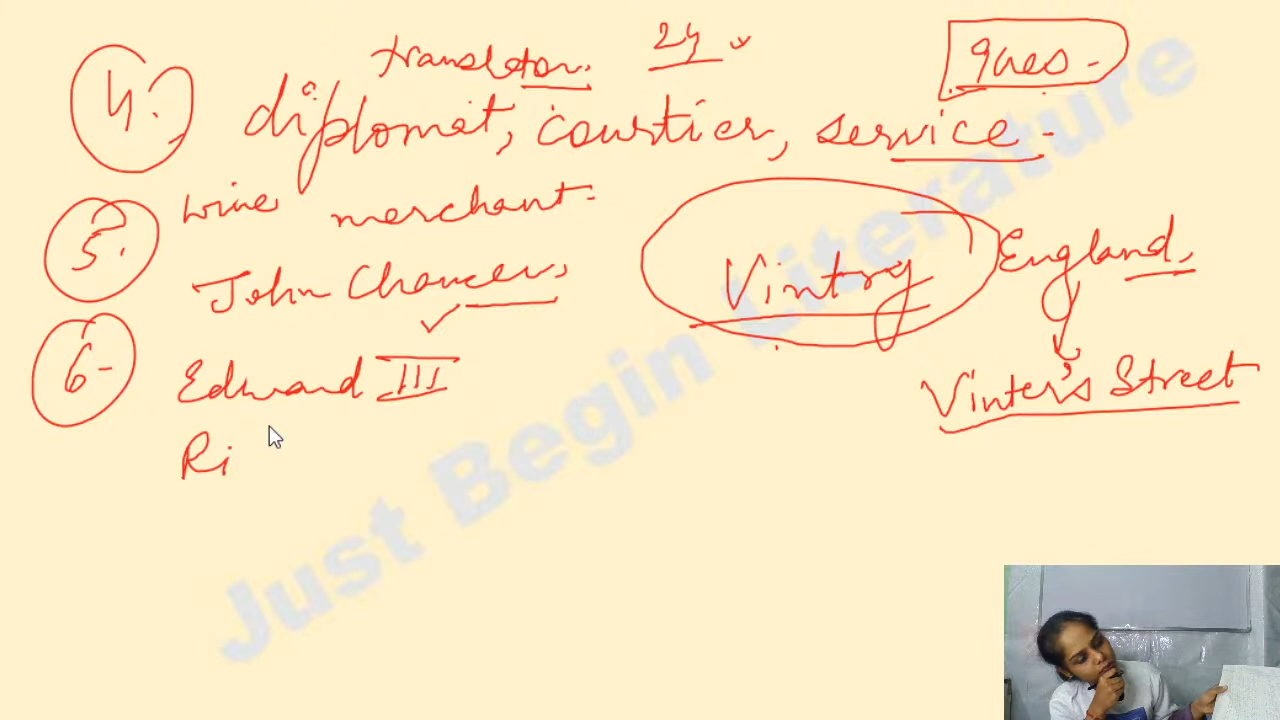 translator. 24
ques.
4. diplomat, courtier, service.
5. wine merchant.
John Chaucer,
Vintry England,
Vinter's Street
6- Edward III
Ri
Just Begin Literature